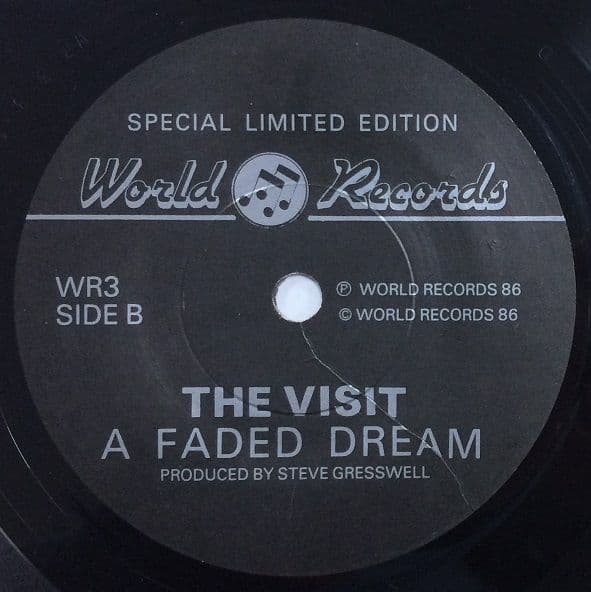 SPECIAL LIMITED EDITION
World Records
WR3
SIDE B
℗ WORLD RECORDS 86
© WORLD RECORDS 86
THE VISIT
A FADED DREAM
PRODUCED BY STEVE GRESSWELL